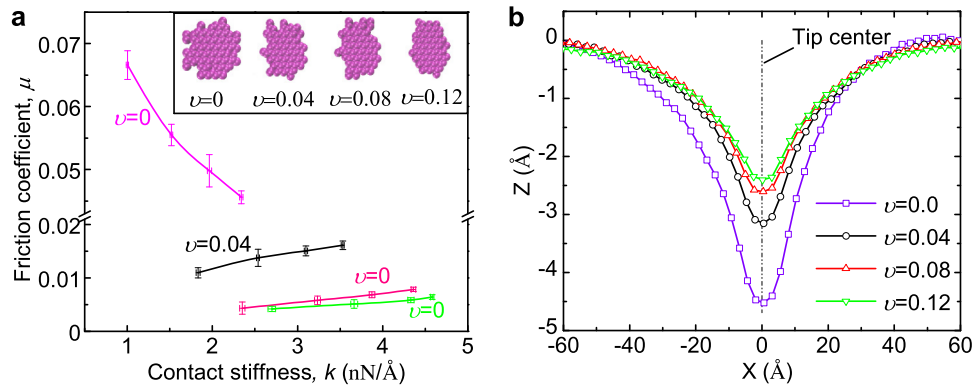 a
0.07
0.06
0.05
0.02
0.01
0
Friction coefficient, μ
υ=0 υ=0.04 υ=0.08 υ=0.12
υ=0
υ=0.04
υ=0
υ=0
1 2 3 4 5
Contact stiffness, k (nN/Å)
b
0
-1
-2
-3
-4
-5
Z (Å)
Tip center
υ=0.0
υ=0.04
υ=0.08
υ=0.12
-60 -40 -20 0 20 40 60
X (Å)